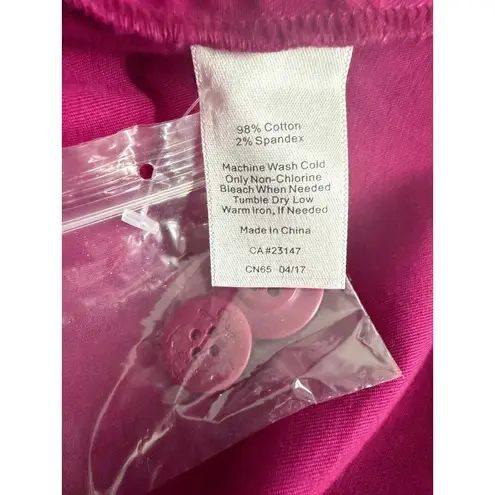 98% Cotton
2% Spandex
Machine Wash Cold
Only Non-Chlorine
Bleach When Needed
Tumble Dry Low
Warm Iron, If Needed
Made In China
CA#23147
CN65 04/17